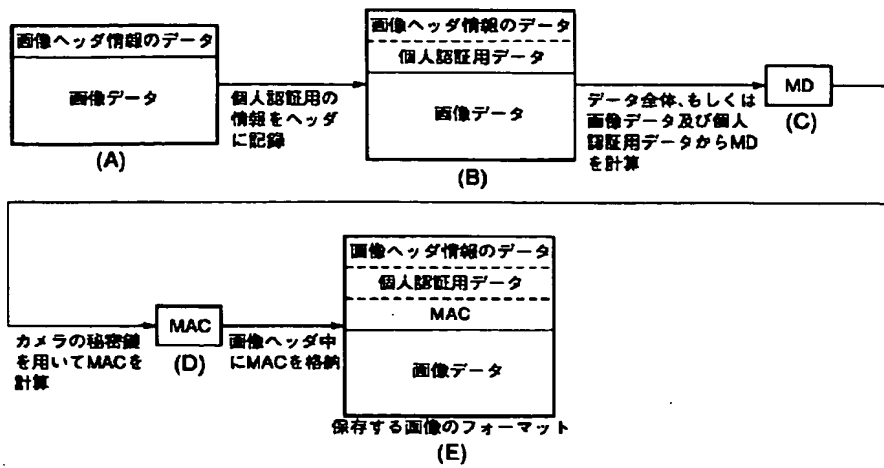 画像ヘッダ情報のデータ
画像データ
(A)
個人認証用の
情報をヘッダ
に記録
画像ヘッダ情報のデータ
個人認証用データ
画像データ
(B)
データ全体、もしくは
画像データ及び個人
認証用データからMD
を計算
MD
(C)
カメラの秘密鍵
を用いてMACを
計算
MAC
(D)
画像ヘッダ中
にMACを格納
画像ヘッダ情報のデータ
個人認証用データ
MAC
画像データ
保存する画像のフォーマット
(E)